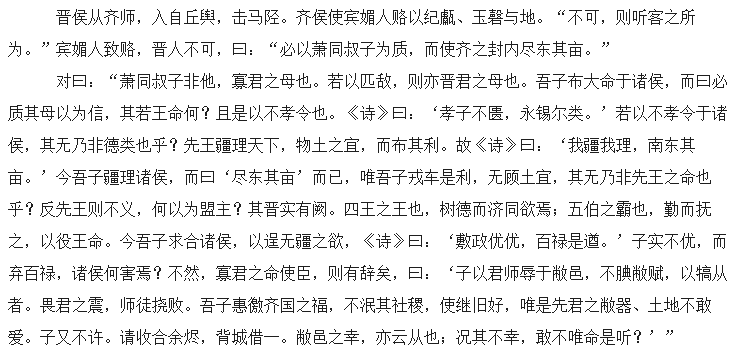 晋侯从齐师，入自丘舆，击马陉。齐侯使宾媚人赂以纪甗、玉磬与地。“不可，则听客之所
为。”宾媚人致赂，晋人不可，曰：“必以萧同叔子为质，而使齐之封内尽东其亩。”
对曰：“萧同叔子非他，寡君之母也。若以匹敌，则亦晋君之母也。吾子布大命于诸侯，而曰必
质其母以为信，其若王命何？且是以不孝令也。《诗》曰：‘孝子不匮，永锡尔类。’若以不孝令于诸
侯，其无乃非德类也乎？先王疆理天下，物土之宜，而布其利。故《诗》曰：‘我疆我理，南东其
亩。’今吾子疆理诸侯，而曰‘尽东其亩’而已，唯吾子戎车是利，无顾土宜，其无乃非先王之命也
乎？反先王则不义，何以为盟主？其晋实有阙。四王之王也，树德而济同欲焉；五伯之霸也，勤而抚
之，以役王命。今吾子求合诸侯，以逞无疆之欲，《诗》曰：‘敷政优优，百禄是遒。’子实不优，而
弃百禄，诸侯何害焉？不然，寡君之命使臣，则有辞矣，曰：‘子以君师辱于敝邑，不腆敝赋，以犒从
者。畏君之震，师徒挠败。吾子惠徼齐国之福，不泯其社稷，使继旧好，唯是先君之敝器、土地不敢
爱。子又不许。请收合余烬，背城借一。敝邑之幸，亦云从也；况其不幸，敢不唯命是听？’”